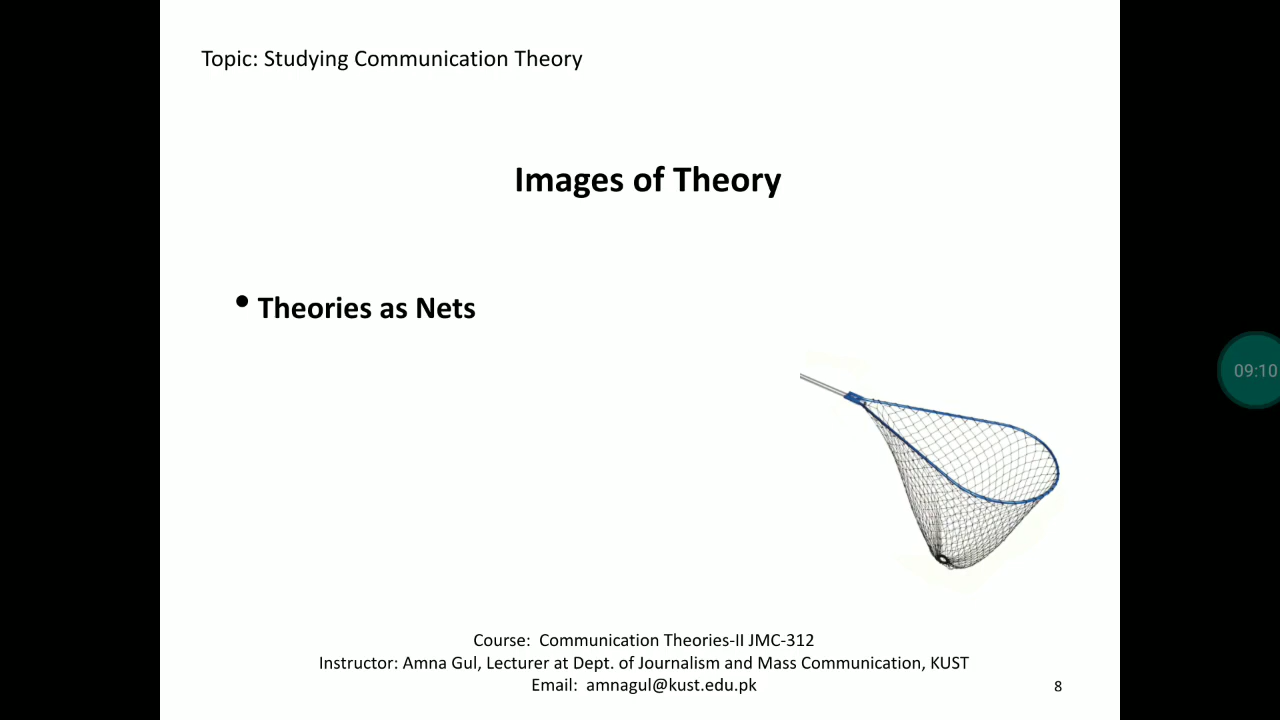 Topic: Studying Communication Theory
Images of Theory
• Theories as Nets
09:10
Course:  Communication Theories-II JMC-312
Instructor: Amna Gul, Lecturer at Dept. of Journalism and Mass Communication, KUST
Email:  amnagul@kust.edu.pk
8